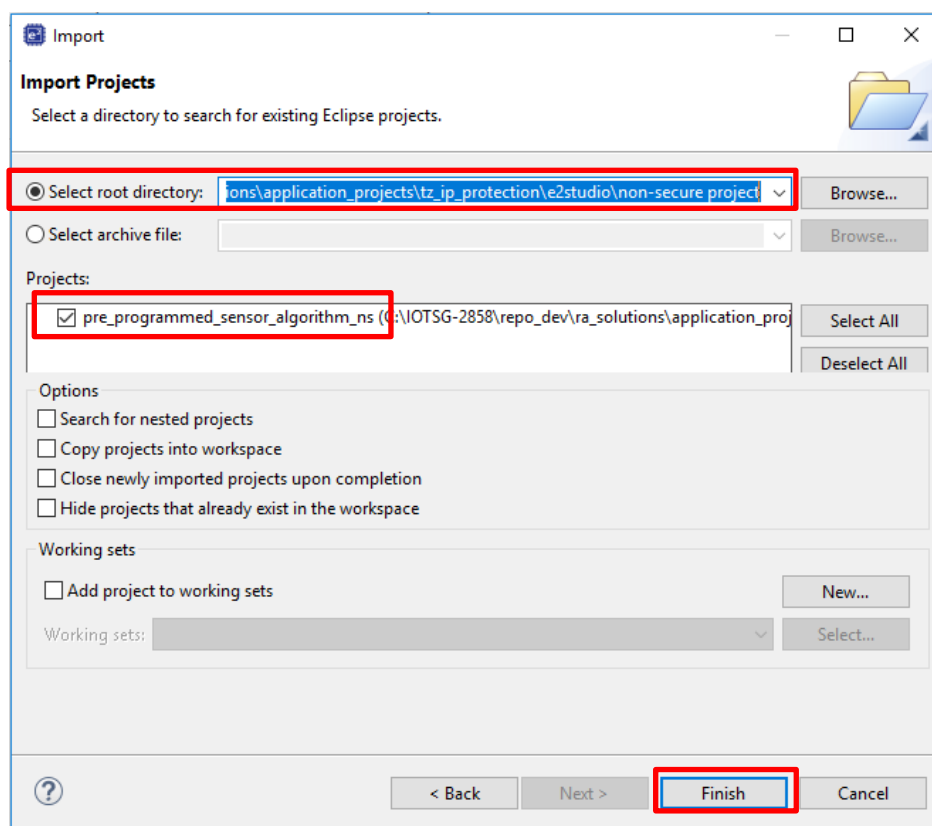 e² Import
Import Projects
Select a directory to search for existing Eclipse projects.
Select root directory: ions\application_projects\tz_ip_protection\e2studio\non-secure project Browse...
Select archive file: Browse...
Projects:
pre_programmed_sensor_algorithm_ns (C:\IOTSG-2858\repo_dev\ra_solutions\application_proj Select All
Deselect All
Options
Search for nested projects
Copy projects into workspace
Close newly imported projects upon completion
Hide projects that already exist in the workspace
Working sets
Add project to working sets New...
Working sets: Select...
? < Back Next > Finish Cancel